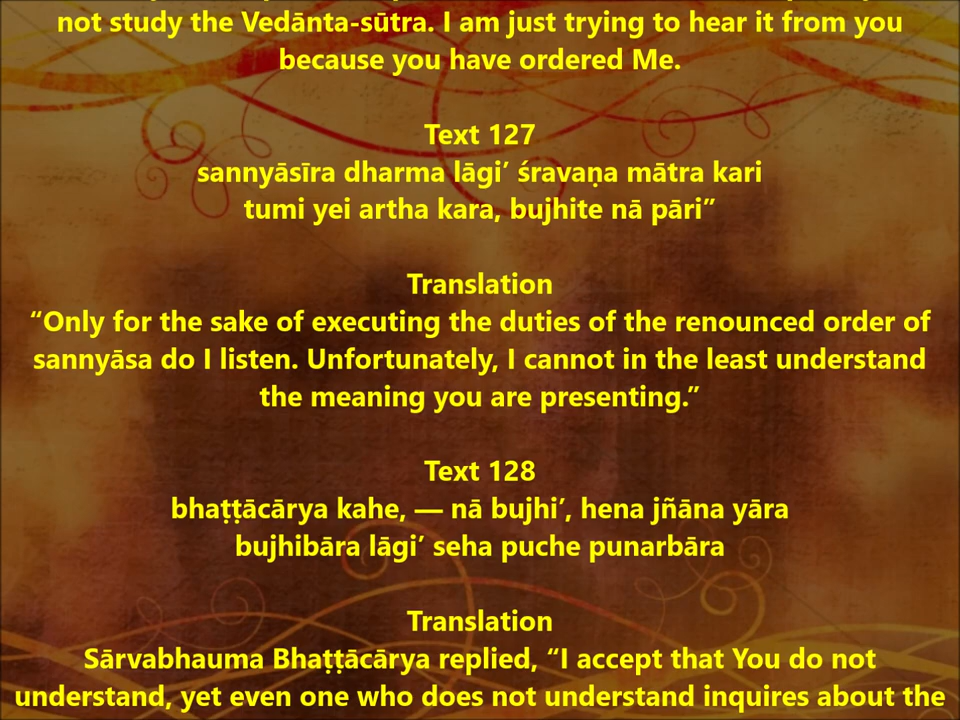 not study the Vedānta-sūtra. I am just trying to hear it from you
because you have ordered Me.
Text 127
sannyāsīra dharma lāgi’ śravaṇa mātra kari
tumi yei artha kara, bujhite nā pāri”
Translation
“Only for the sake of executing the duties of the renounced order of
sannyāsa do I listen. Unfortunately, I cannot in the least understand
the meaning you are presenting.”
Text 128
bhaṭṭācārya kahe, — nā bujhi’, hena jñāna yāra
bujhibāra lāgi’ seha puche punarbāra
Translation
Sārvabhauma Bhaṭṭācārya replied, “I accept that You do not
understand, yet even one who does not understand inquires about the